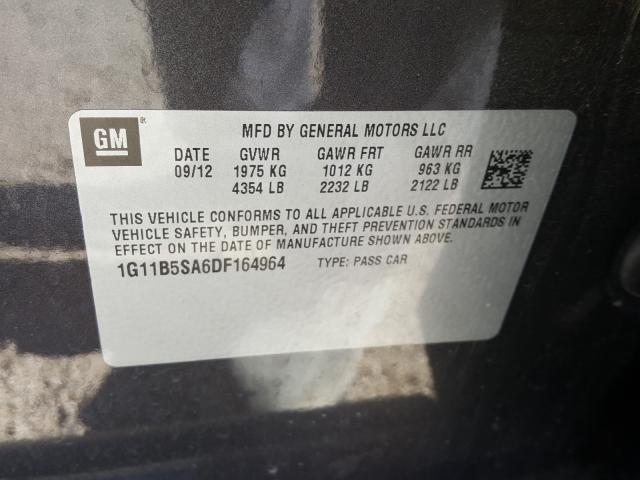 GM
MFD BY GENERAL MOTORS LLC
DATE GVWR GAWR FRT GAWR RR
09/12 1975 KG 1012 KG 963 KG
4354 LB 2232 LB 2122 LB
THIS VEHICLE CONFORMS TO ALL APPLICABLE U.S. FEDERAL MOTOR
VEHICLE SAFETY, BUMPER, AND THEFT PREVENTION STANDARDS IN
EFFECT ON THE DATE OF MANUFACTURE SHOWN ABOVE.
1G11B5SA6DF164964 TYPE: PASS CAR